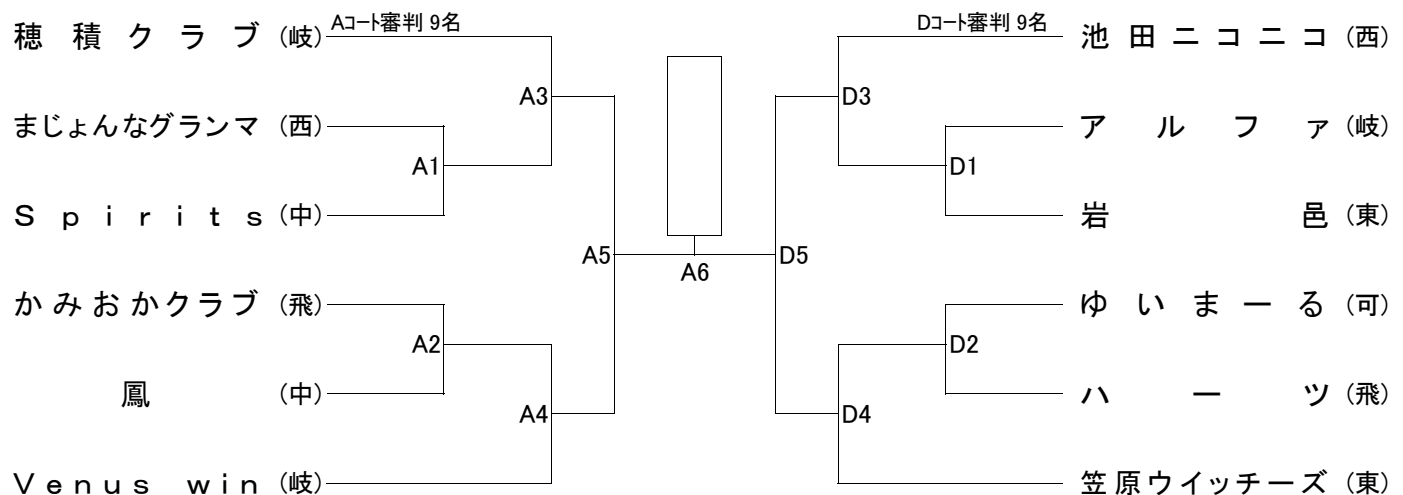 穂積クラブ (岐) Aコート審判 9名
Dコート審判 9名 池田ニコニコ (西)
A3
D3
まじょんなグランマ (西)
アルファ (岐)
A1
D1
Spirits (中)
岩邑 (東)
A5
A6
D5
かみおかクラブ (飛)
ゆいまーる (可)
A2
D2
鳳 (中)
ハーツ (飛)
A4
D4
Venus win (岐)
笠原ウイッチーズ (東)